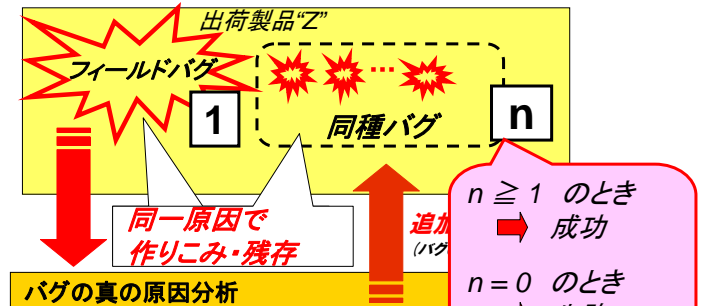 出荷製品“Z”
フィールドバグ
…
1
同種バグ
n
同一原因で
作りこみ・残存
追加
(バグ
n ≧ 1 のとき
成功
n = 0 のとき
バグの真の原因分析